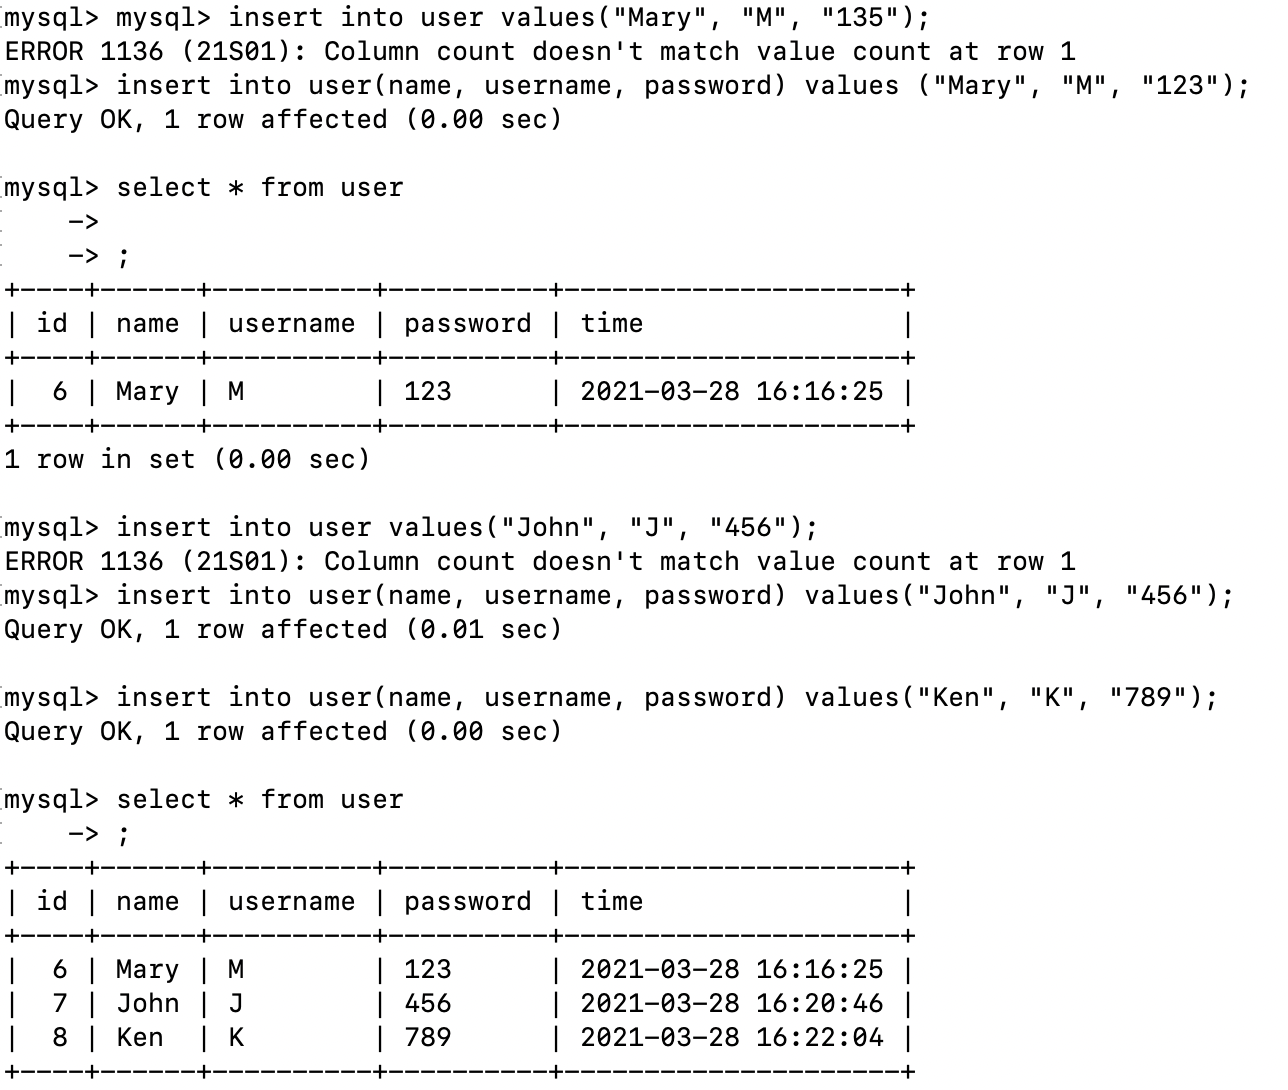 mysql> mysql> insert into user values("Mary", "M", "135");
ERROR 1136 (21S01): Column count doesn't match value count at row 1
mysql> insert into user(name, username, password) values ("Mary", "M", "123");
Query OK, 1 row affected (0.00 sec)

mysql> select * from user
    ->
    -> ;
+----+------+----------+----------+---------------------+
| id | name | username | password | time                |
+----+------+----------+----------+---------------------+
|  6 | Mary | M        | 123      | 2021-03-28 16:16:25 |
+----+------+----------+----------+---------------------+
1 row in set (0.00 sec)

mysql> insert into user values("John", "J", "456");
ERROR 1136 (21S01): Column count doesn't match value count at row 1
mysql> insert into user(name, username, password) values("John", "J", "456");
Query OK, 1 row affected (0.01 sec)

mysql> insert into user(name, username, password) values("Ken", "K", "789");
Query OK, 1 row affected (0.00 sec)

mysql> select * from user
    -> ;
+----+------+----------+----------+---------------------+
| id | name | username | password | time                |
+----+------+----------+----------+---------------------+
|  6 | Mary | M        | 123      | 2021-03-28 16:16:25 |
|  7 | John | J        | 456      | 2021-03-28 16:20:46 |
|  8 | Ken  | K        | 789      | 2021-03-28 16:22:04 |
+----+------+----------+----------+---------------------+